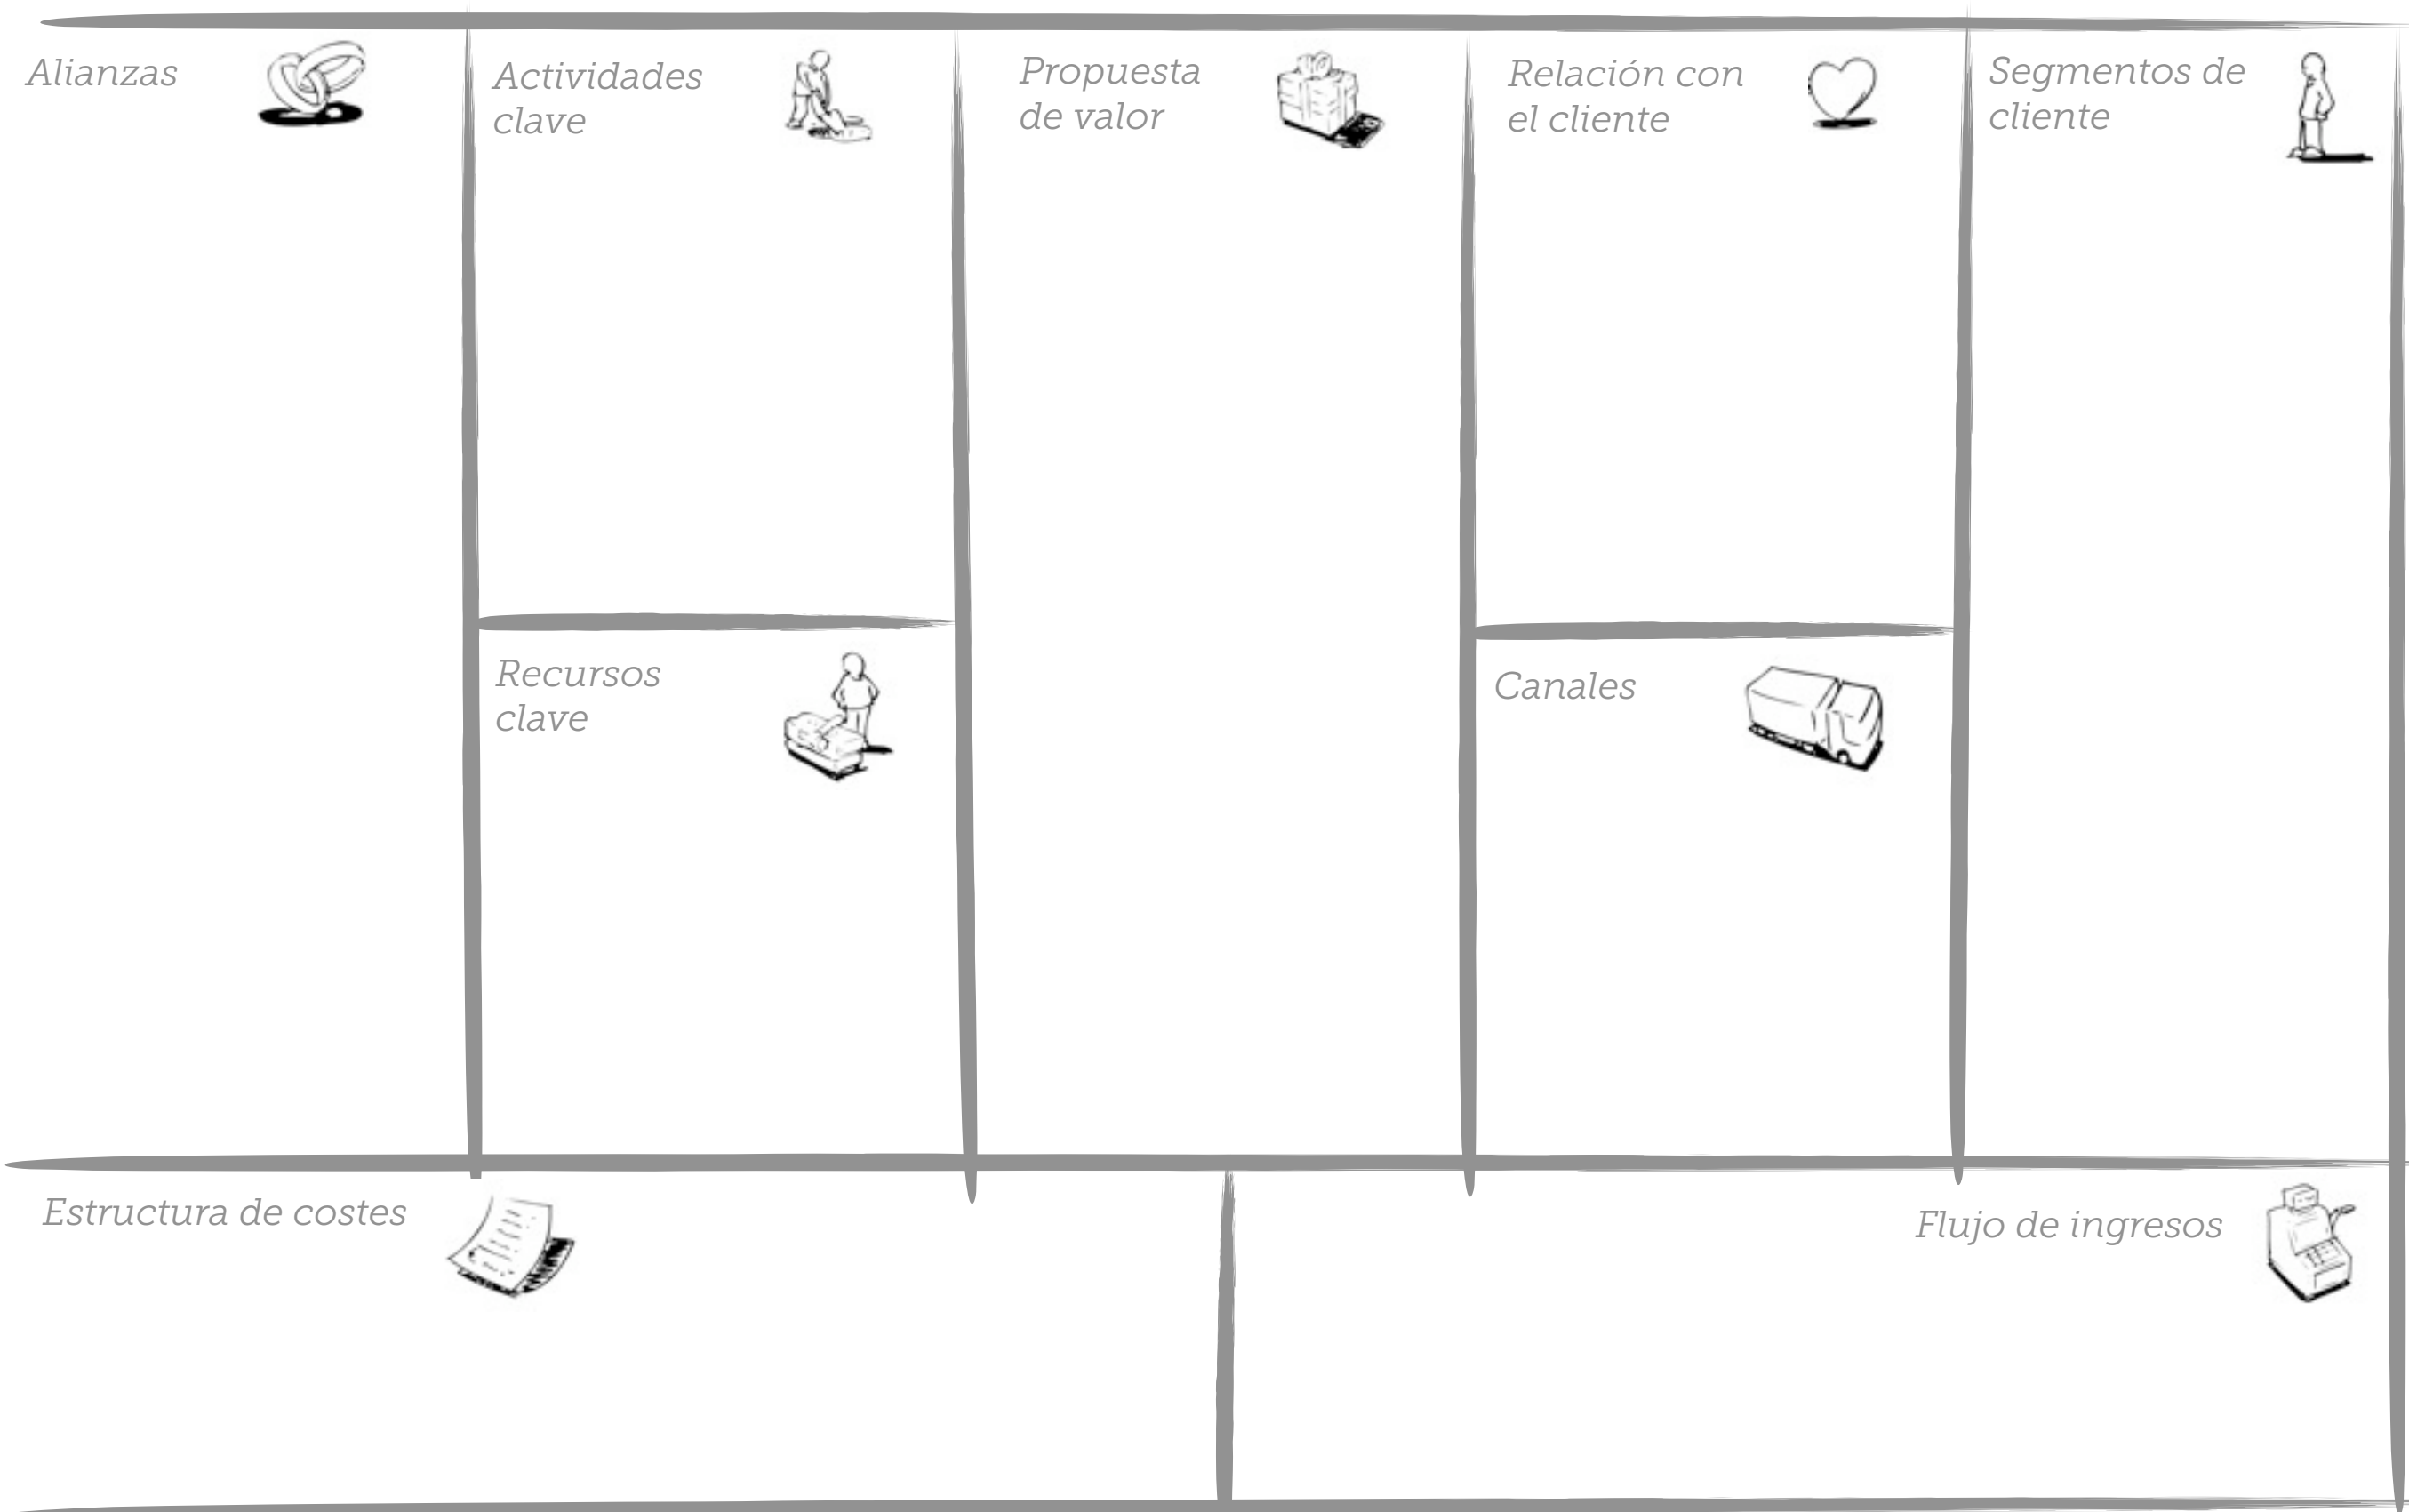 Alianzas
Actividades
clave
Propuesta
de valor
Relación con
el cliente
Segmentos de
cliente
Recursos
clave
Canales
Estructura de costes
Flujo de ingresos